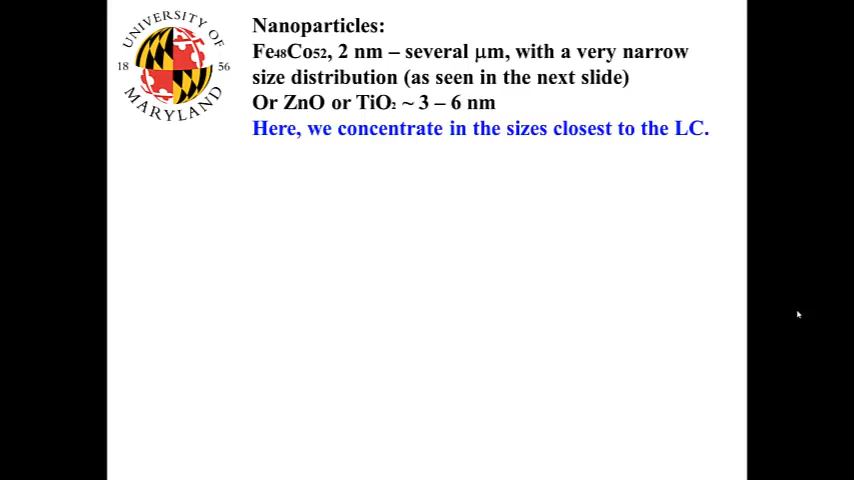 UNIVERSITY OF
18 56
MARYLAND
Nanoparticles:
Fe₄₈Co₅₂, 2 nm – several μm, with a very narrow
size distribution (as seen in the next slide)
Or ZnO or TiO₂ ~ 3 – 6 nm
Here, we concentrate in the sizes closest to the LC.